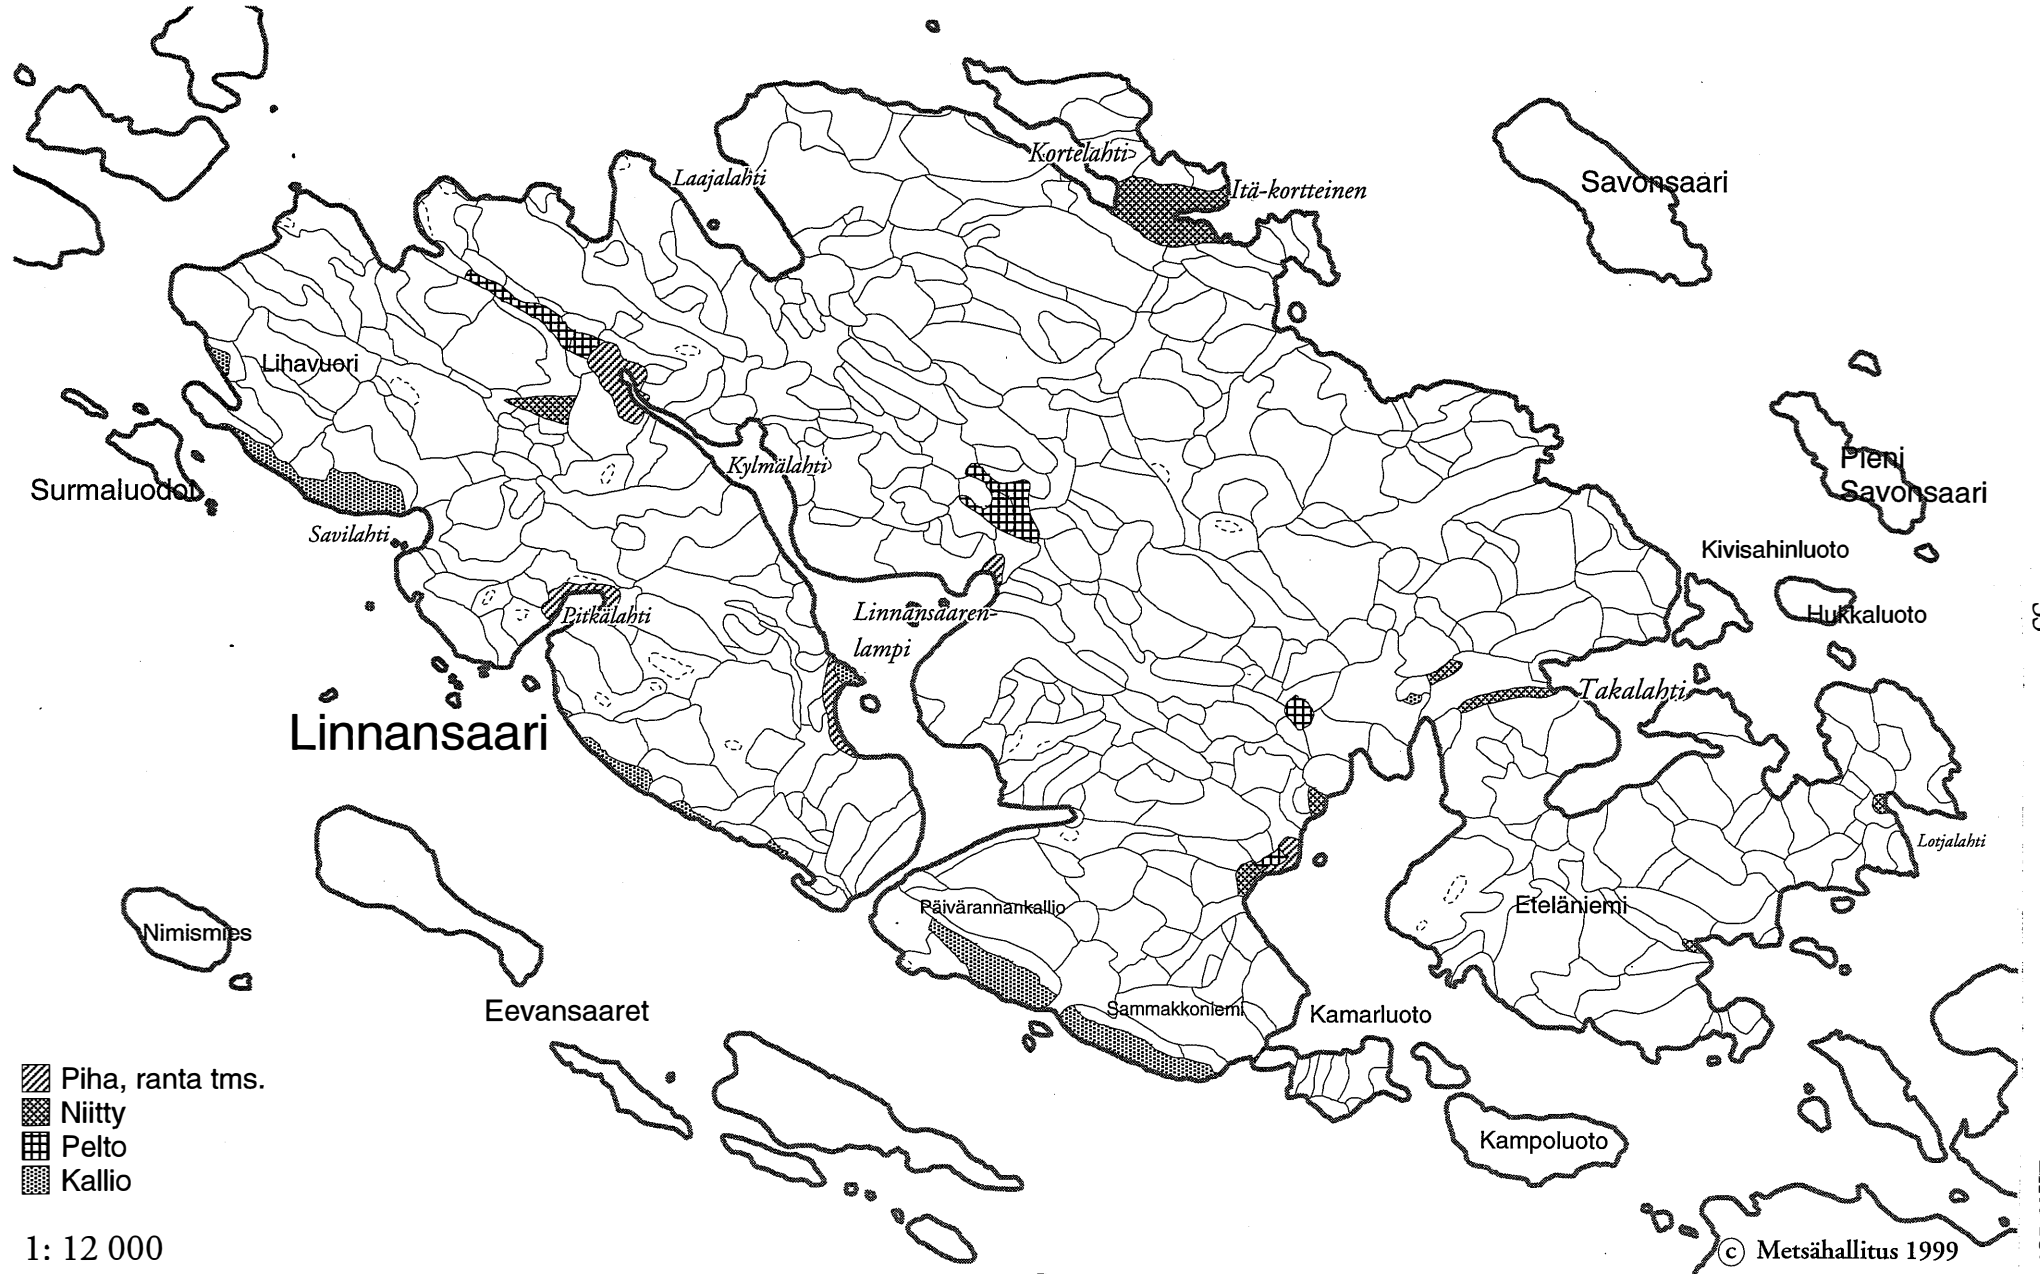 Kortelahti
Laajalahti
Itä-kortteinen
Savonsaari
Lihavuori
Pieni
Savonsaari
Kylmälahti
Surmaluodot
Savilahti
Kivisahinluoto
Hukkaluoto
Pitkälahti
Linnansaaren-
lampi
Takalahti
Linnansaari
Lotjalahti
Päivärannankallio
Eteläniemi
Nimismies
Eevansaaret
Sammakkoniemi
Kamarluoto
Kampoluoto
Piha, ranta tms.
Niitty
Pelto
Kallio
1: 12 000
© Metsähallitus 1999